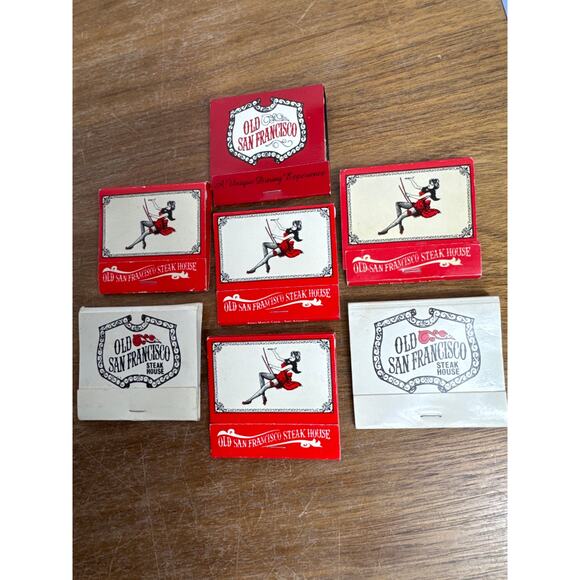 OLD
SAN FRANCISCO
A Unique Dining Experience
OLD SAN FRANCISCO STEAK HOUSE
OLD SAN FRANCISCO STEAK HOUSE
OLD SAN FRANCISCO STEAK HOUSE
OLD
SAN FRANCISCO
STEAK
HOUSE
OLD
SAN FRANCISCO
STEAK
HOUSE
OLD SAN FRANCISCO STEAK HOUSE